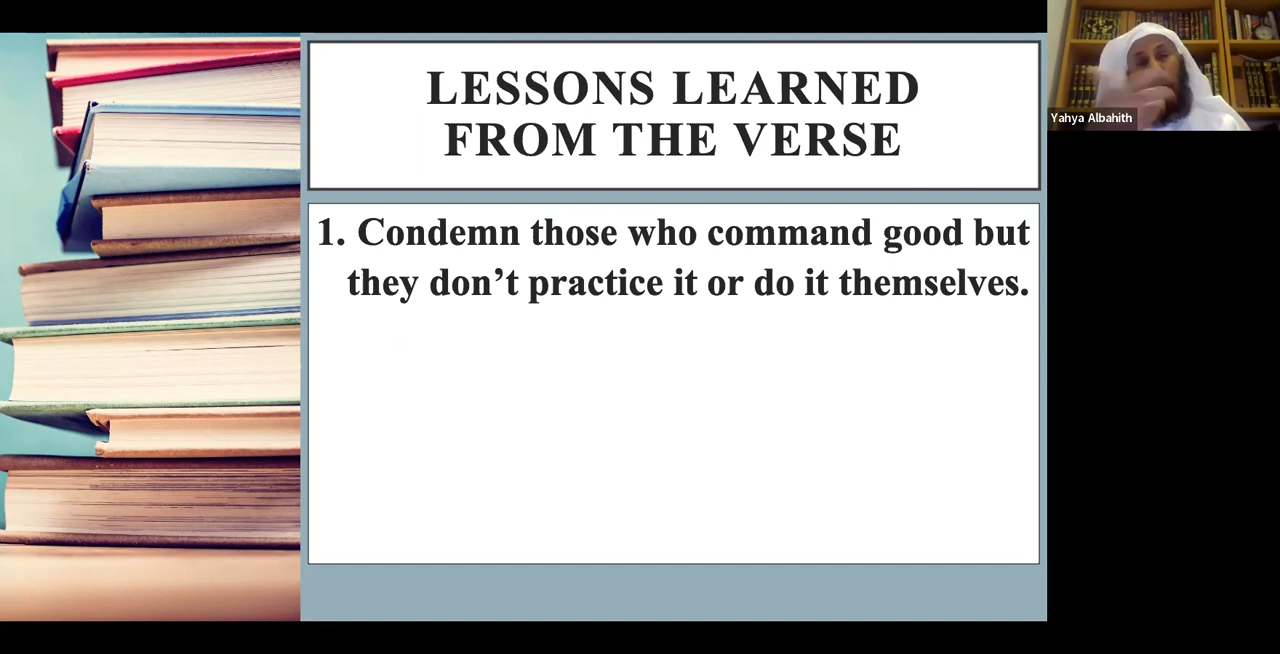 LESSONS LEARNED
FROM THE VERSE
1. Condemn those who command good but
they don’t practice it or do it themselves.
Yahya Albahith